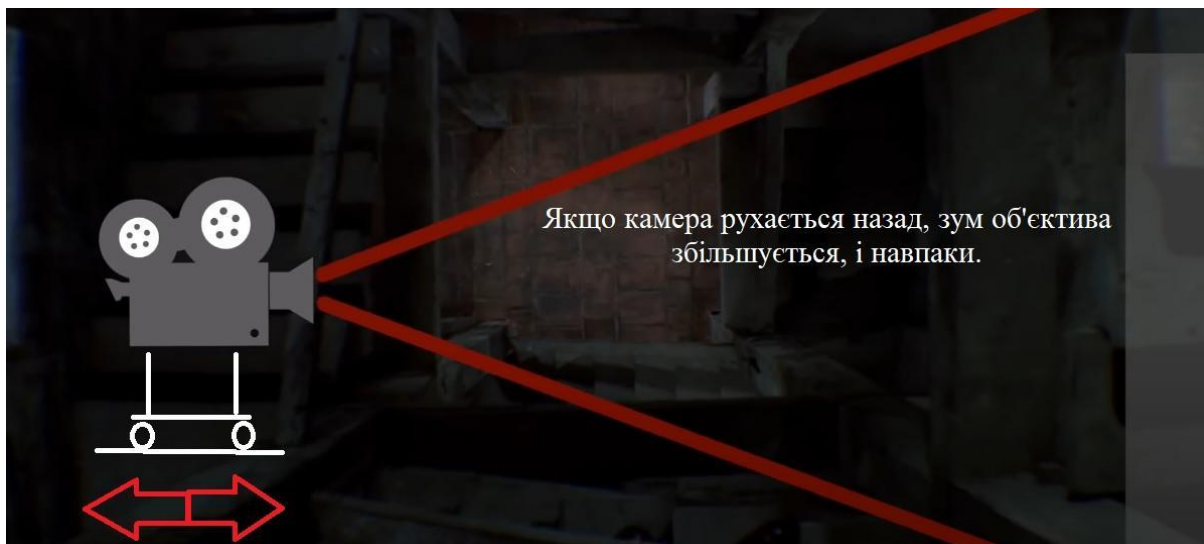 Якщо камера рухається назад, зум об'єктива
збільшується, і навпаки.